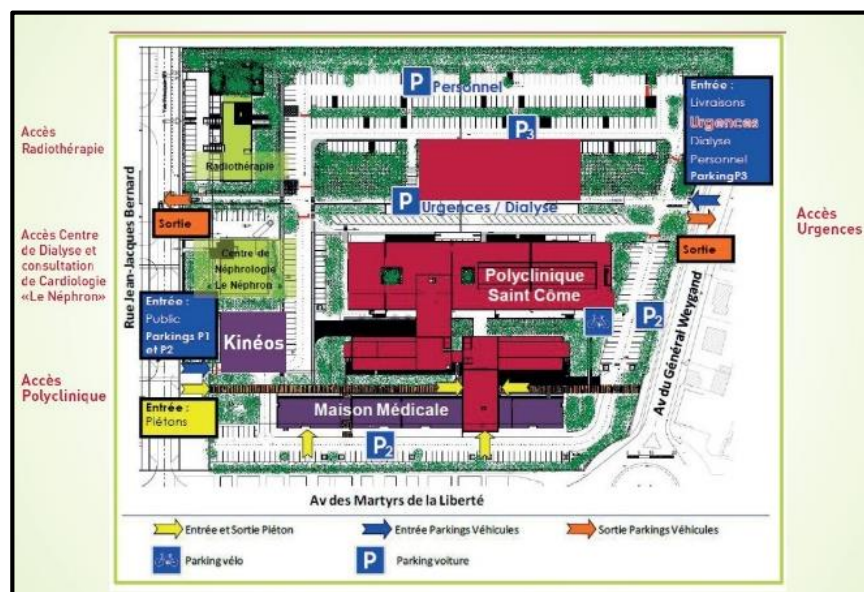 Accès
Radiothérapie
Accès Centre
de Dialyse et
consultation
de Cardiologie
«Le Néphron»
Accès
Polyclinique
Rue Jean-Jacques Bernard
Sortie
Entrée :
Public
Parkings P1
et P2
Entrée :
Piétons
P Personnel
P3
Radiothérapie
P Urgences / Dialyse
Centre de
Néphrologie
« Le Néphron »
Polyclinique
Saint Côme
Kinéos
P2
Maison Médicale
P2
Entrée :
Livraisons
Urgences
Dialyse
Personnel
ParkingP3
Sortie
Accès
Urgences
Av du Général Weygand
Av des Martyrs de la Liberté
Entrée et Sortie Piéton
Entrée Parkings Véhicules
Sortie Parkings Véhicules
Parking vélo
P Parking voiture